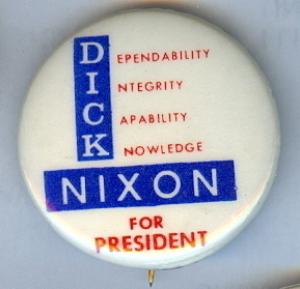 DEPENDABILITY
INTEGRITY
CAPABILITY
KNOWLEDGE
NIXON
FOR
PRESIDENT